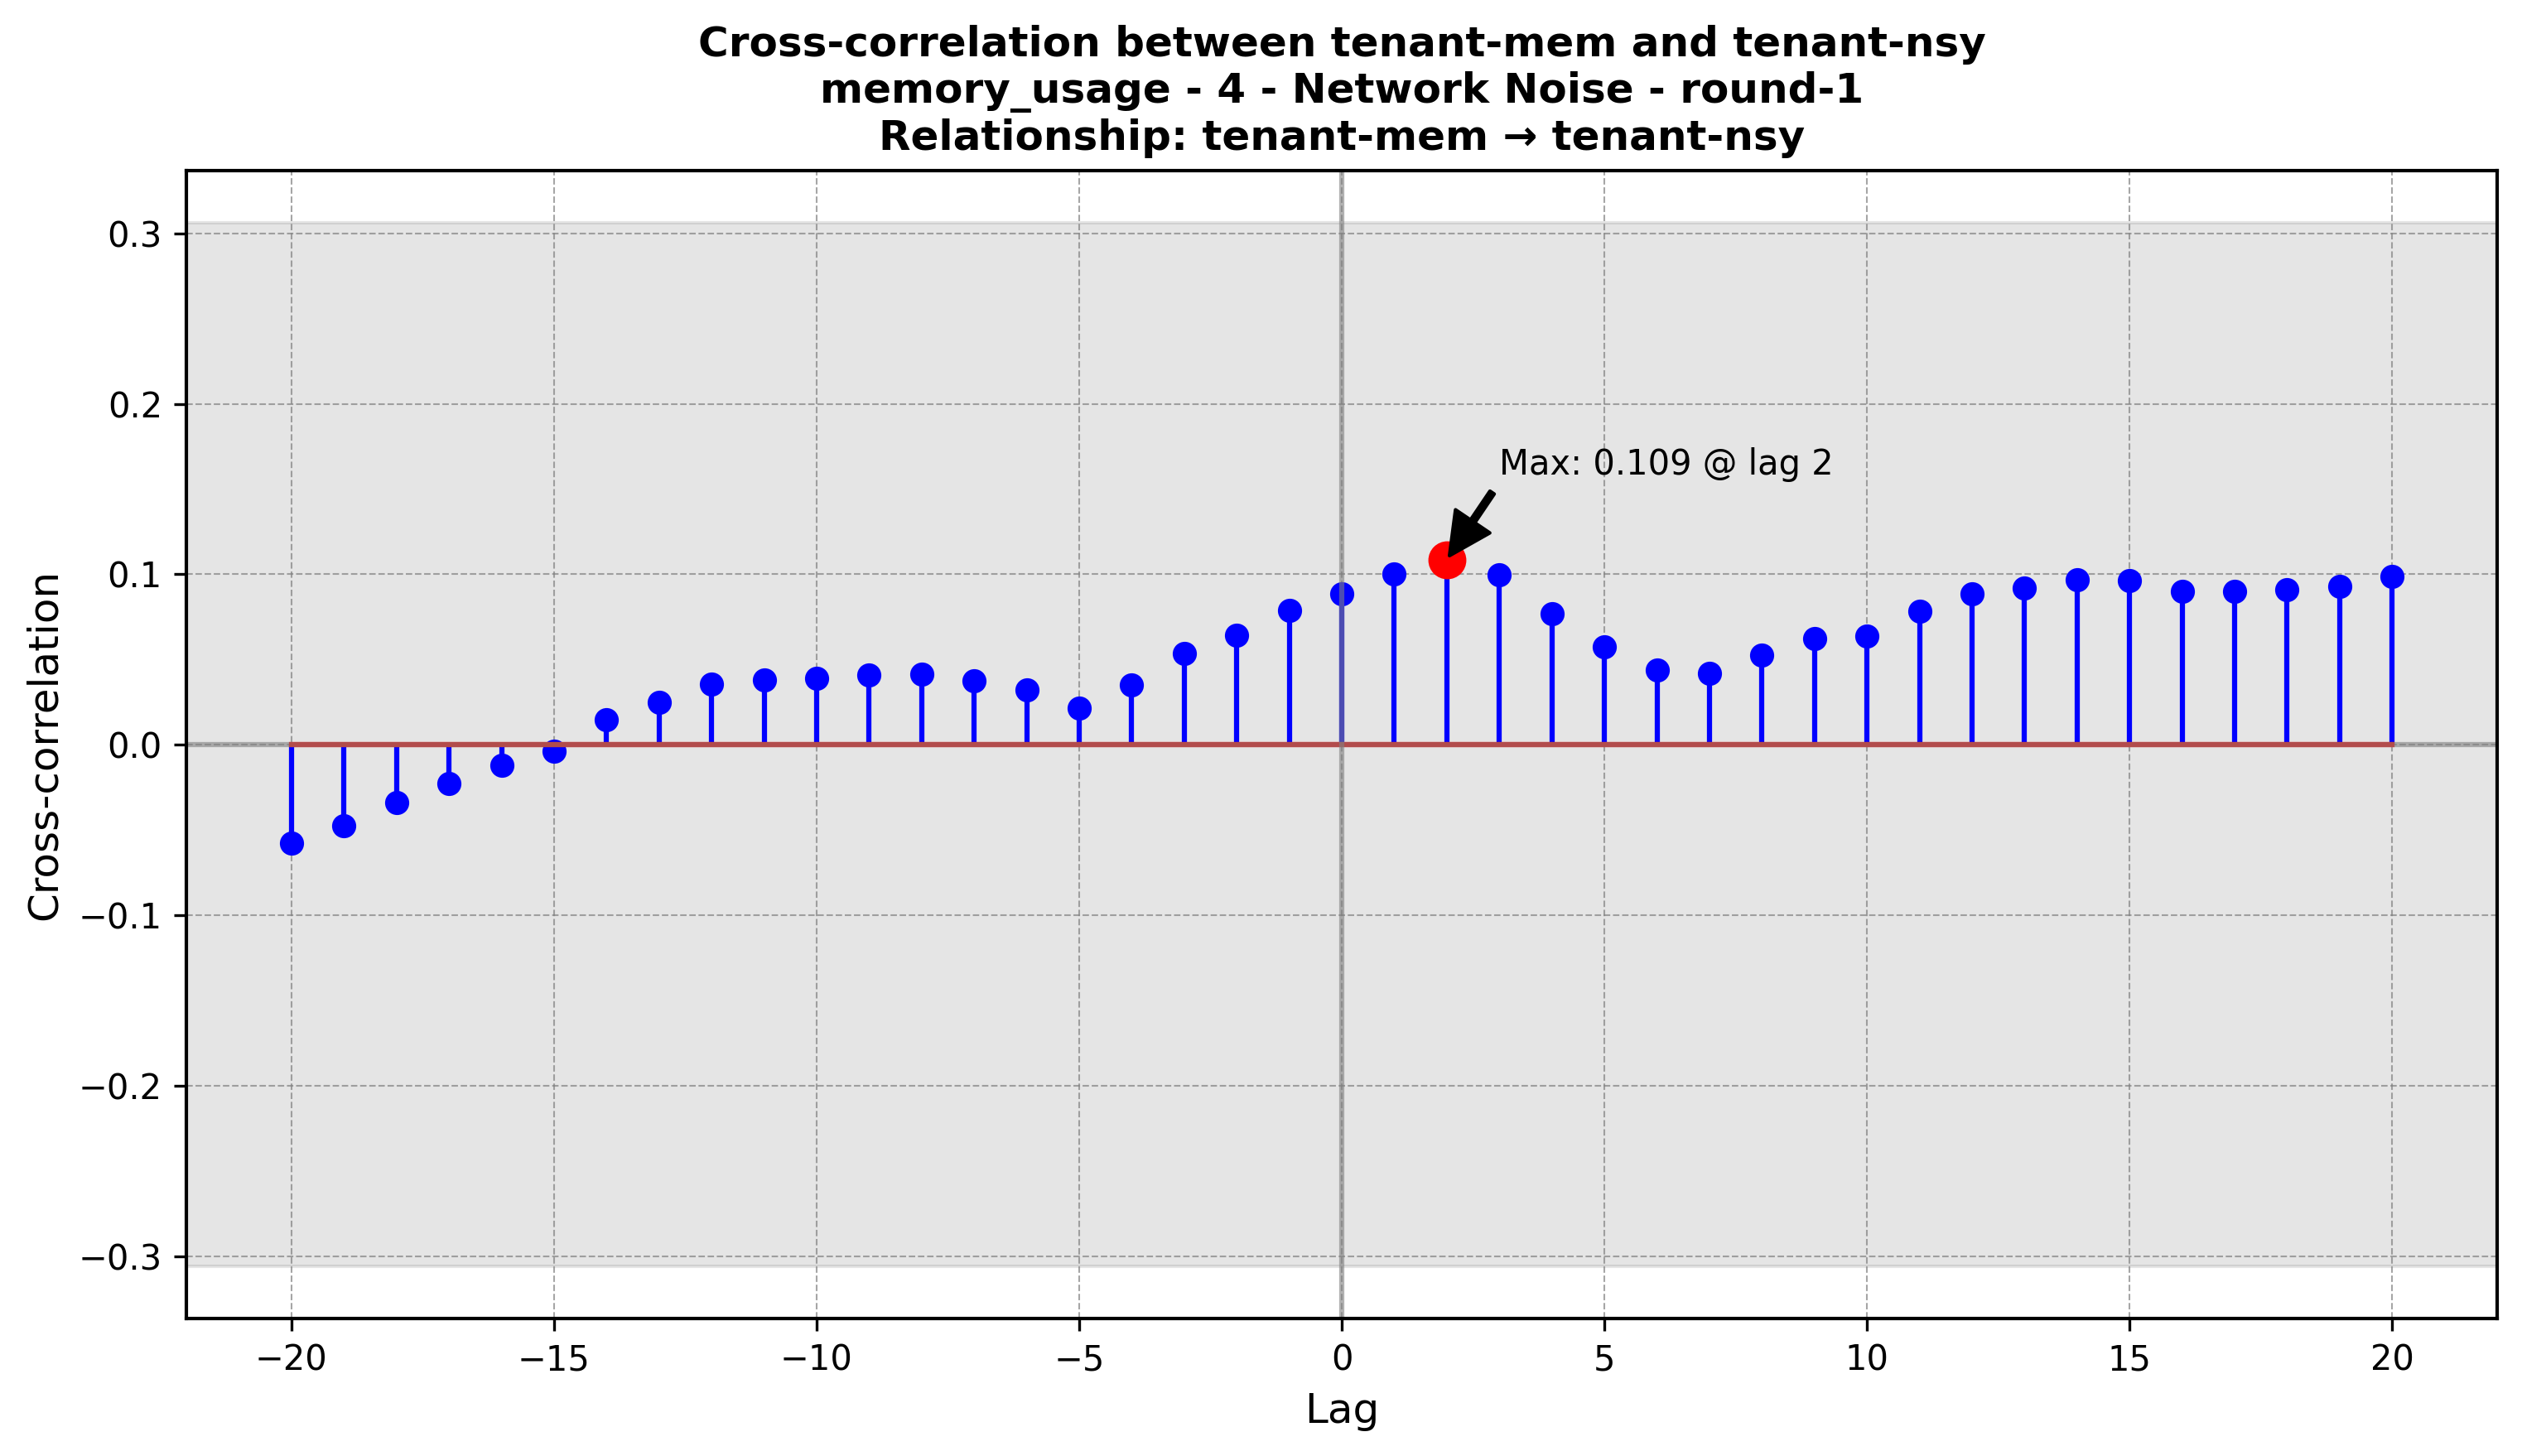 Cross-correlation between tenant-mem and tenant-nsy
memory_usage - 4 - Network Noise - round-1
Relationship: tenant-mem → tenant-nsy
Cross-correlation
0.3
0.2
0.1
0.0
−0.1
−0.2
−0.3
Max: 0.109 @ lag 2
−20
−15
−10
−5
0
5
10
15
20
Lag